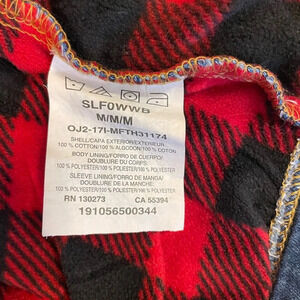 SLF0WWB
M/M/M
OJ2-17I-MFTH31174
SHELL/CAPA EXTERIOR/EXTERIEUR
100 % COTTON/100 % ALGODON/100 % COTON
BODY LINING/FORRO DE CUERPO/
DOUBLURE DU CORPS:
100 % POLYESTER/100 % POLYESTER/
100 % POLYESTER
SLEEVE LINING/FORRO DE MANGA/
DOUBLURE DE LA MANCHE:
100 % POLYESTER/100 % POLYESTER/
100 % POLYESTER
RN 130273 CA 55394
191056500344